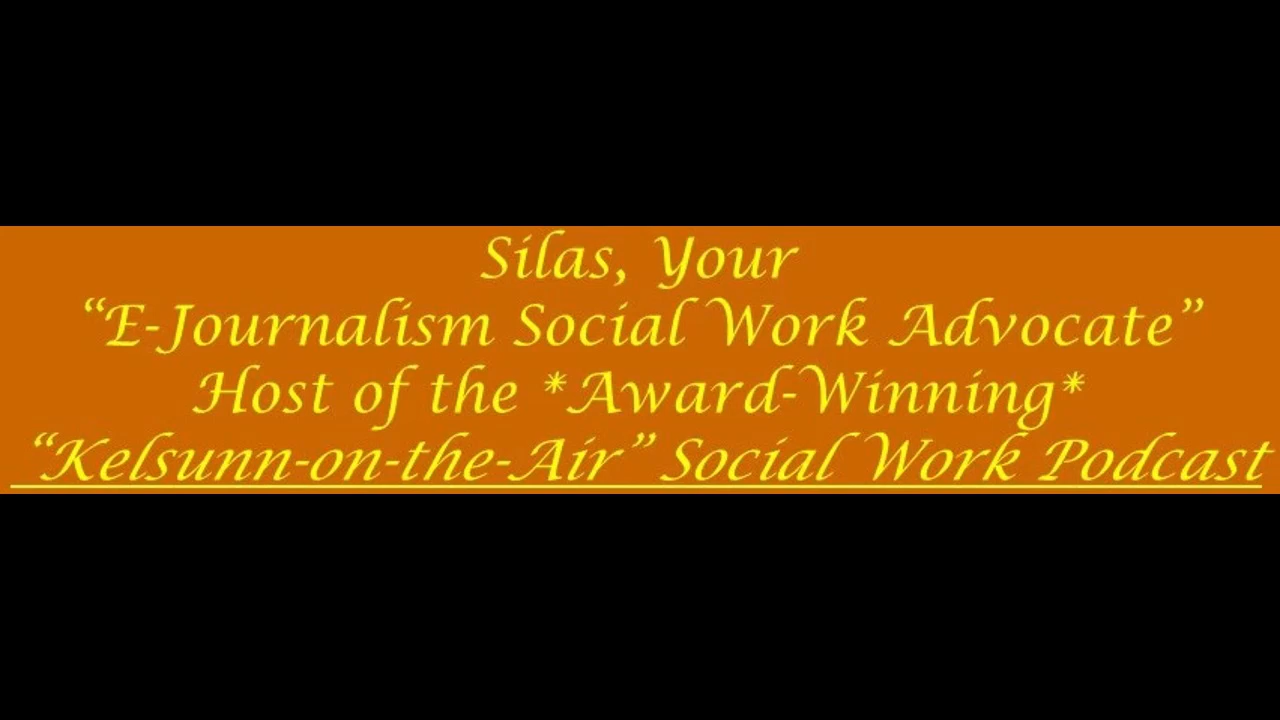 Silas, Your
“E-Journalism Social Work Advocate”
Host of the *Award-Winning*
“Kelsunn-on-the-Air” Social Work Podcast